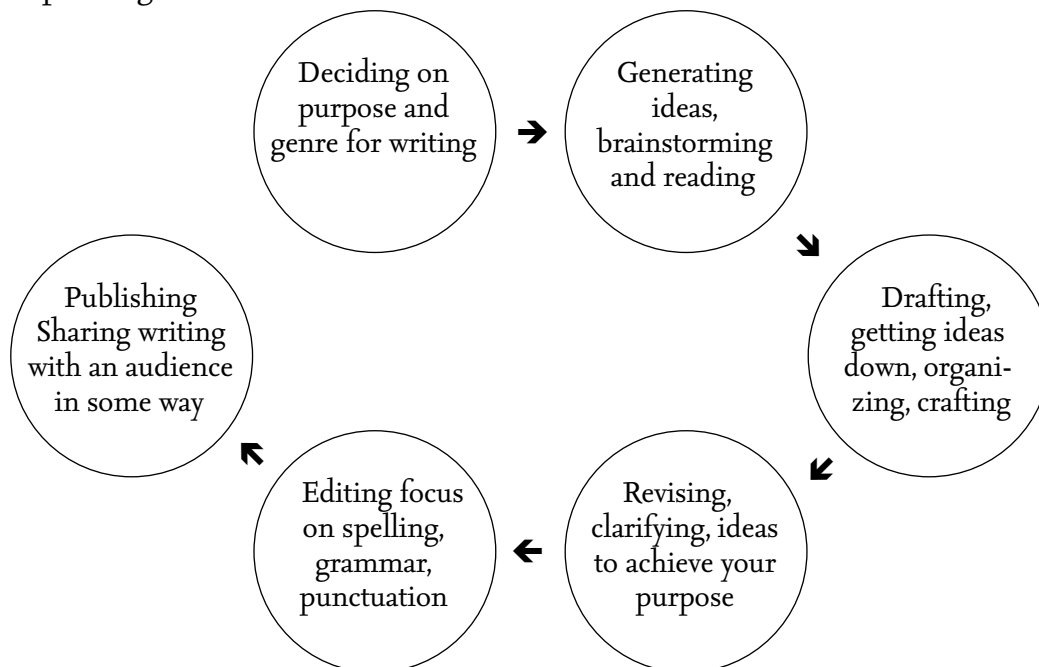 Deciding on
purpose and
genre for writing
Generating
ideas,
brainstorming
and reading
Drafting,
getting ideas
down, organi-
zing, crafting
Revising,
clarifying, ideas
to achieve your
purpose
Editing focus
on spelling,
grammar,
punctuation
Publishing
Sharing writing
with an audience
in some way